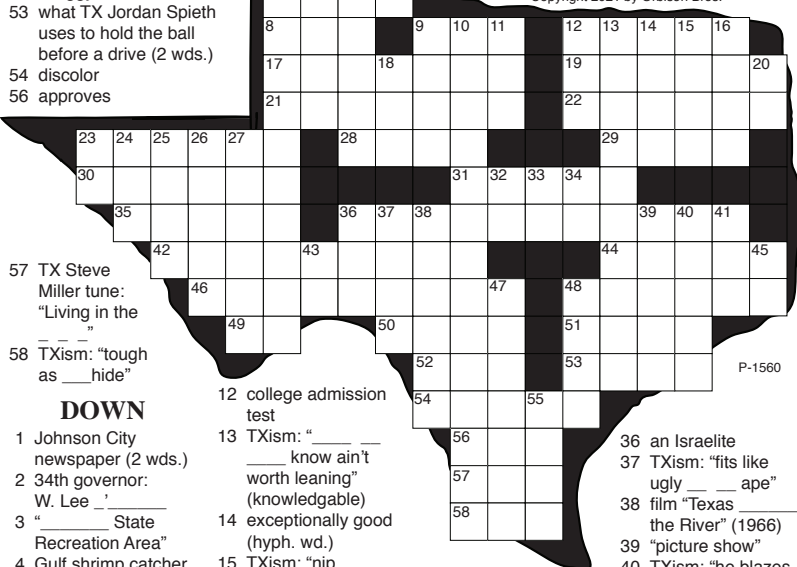 53 what TX Jordan Spieth
uses to hold the ball
before a drive (2 wds.)
54 discolor
56 approves
57 TX Steve
Miller tune:
"Living in the
_ _ _"
58 TXism: "tough
as ___hide"
DOWN
1 Johnson City
newspaper (2 wds.)
2 34th governor:
W. Lee _'______
3 "_______ State
Recreation Area"
4 Gulf shrimp catcher
12 college admission
test
13 TXism: "____ __
____ know ain't
worth leaning"
(knowledgable)
14 exceptionally good
(hyph. wd.)
15 TXism: "nip
36 an Israelite
37 TXism: "fits like
ugly __ __ ape"
38 film "Texas ______
the River" (1966)
39 "picture show"
40 TXism: "he blazes
8 9 10 11 12 13 14 15 16
17 18 19 20
21 22
23 24 25 26 27 28 29
30 31 32 33 34
35 36 37 38 39 40 41
42 43 44 45
46 47 48
49 50 51
52 53
54 55
56
57
58
P-1560